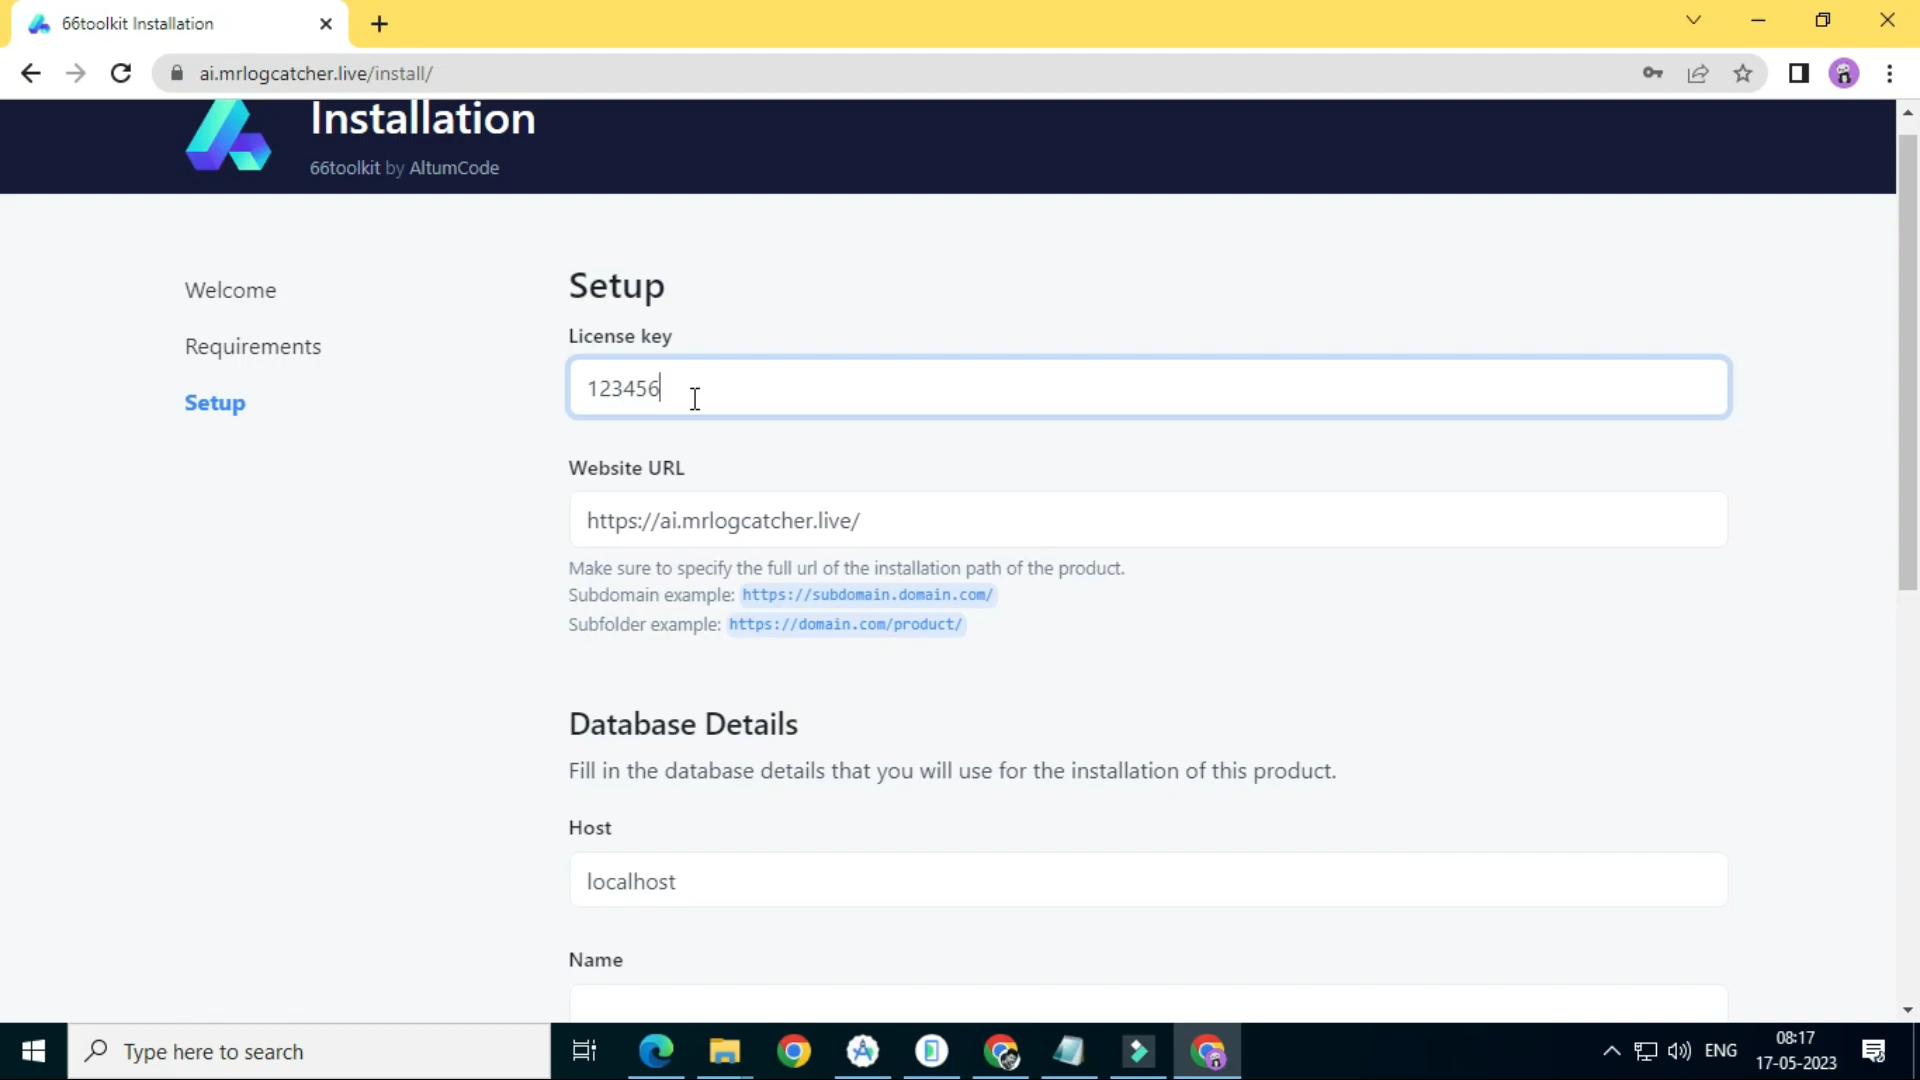 66toolkit Installation
ai.mrlogcatcher.live/install/
Installation
66toolkit by AltumCode
Welcome
Requirements
Setup
Setup
License key
123456
Website URL
https://ai.mrlogcatcher.live/
Make sure to specify the full url of the installation path of the product.
Subdomain example: https://subdomain.domain.com/
Subfolder example: https://domain.com/product/
Database Details
Fill in the database details that you will use for the installation of this product.
Host
localhost
Name
Type here to search
ENG
08:17
17-05-2023